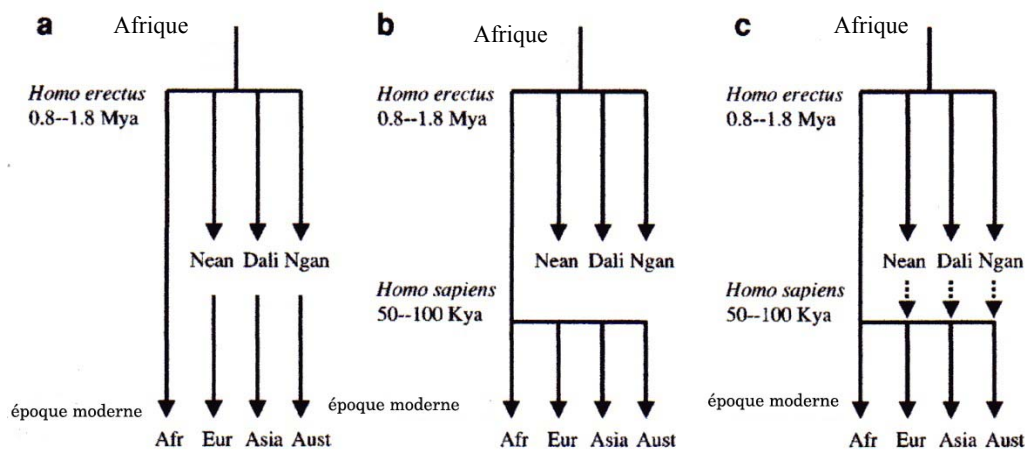 a Afrique
Homo erectus
0.8--1.8 Mya
Nean Dali Ngan
époque moderne
Afr Eur Asia Aust
b Afrique
Homo erectus
0.8--1.8 Mya
Nean Dali Ngan
Homo sapiens
50--100 Kya
époque moderne
Afr Eur Asia Aust
c Afrique
Homo erectus
0.8--1.8 Mya
Nean Dali Ngan
Homo sapiens
50--100 Kya
époque moderne
Afr Eur Asia Aust